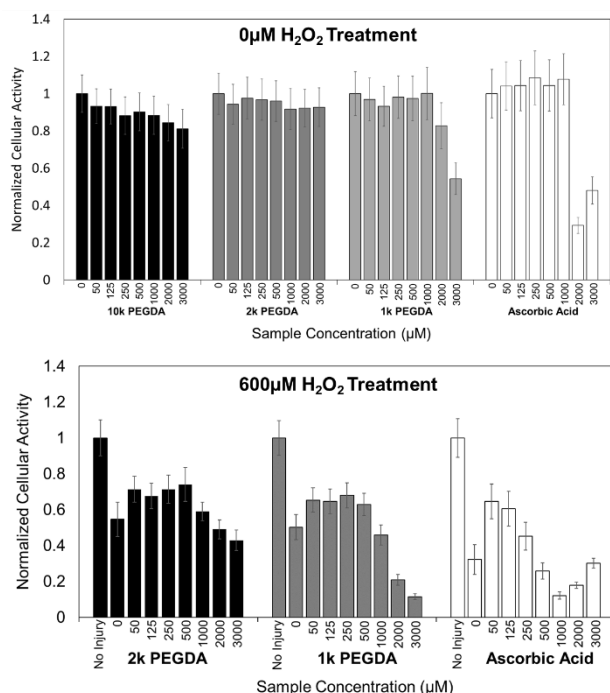 0µM H₂O₂ Treatment
Normalized Cellular Activity
1.4
1.2
1
0.8
0.6
0.4
0.2
0
0 50 125 250 500 1000 2000 3000 0 50 125 250 500 1000 2000 3000 0 50 125 250 500 1000 2000 3000 0 50 125 250 500 1000 2000 3000
10k PEGDA 2k PEGDA 1k PEGDA Ascorbic Acid
Sample Concentration (µM)
600µM H₂O₂ Treatment
Normalized Cellular Activity
1.4
1.2
1
0.8
0.6
0.4
0.2
0
No Injury 0 50 125 250 500 1000 2000 3000 No Injury 0 50 125 250 500 1000 2000 3000 No Injury 0 50 125 250 500 1000 2000 3000
2k PEGDA 1k PEGDA Ascorbic Acid
Sample Concentration (µM)